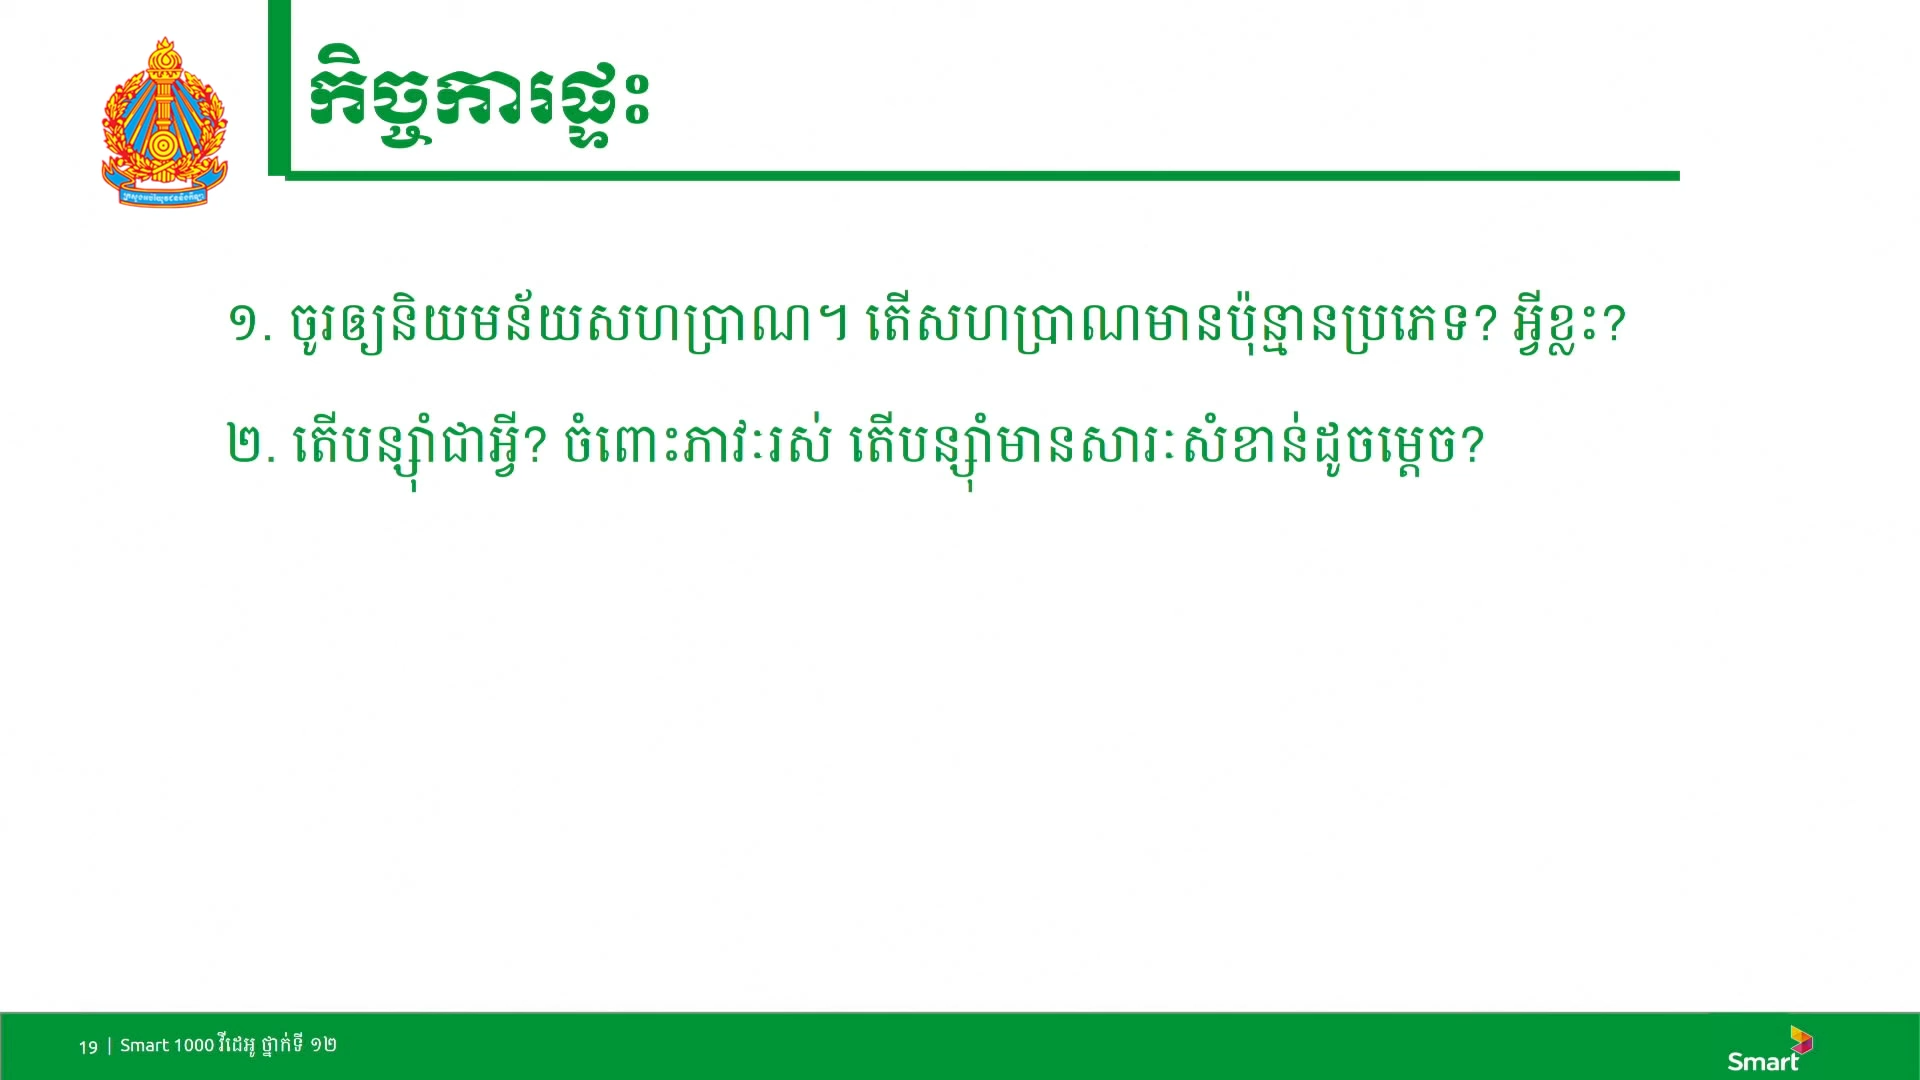 កិច្ចការផ្ទះ
១. ចូរឲ្យនិយមន័យសហប្រាណ។ តើសហប្រាណមានប៉ុន្មានប្រភេទ? អ្វីខ្លះ?
២. តើបន្ស៊ាំជាអ្វី? ចំពោះភាវៈរស់ តើបន្ស៊ាំមានសារៈសំខាន់ដូចម្តេច?
19 | Smart 1000 វីដេអូ ថ្នាក់ទី ១២
Smart